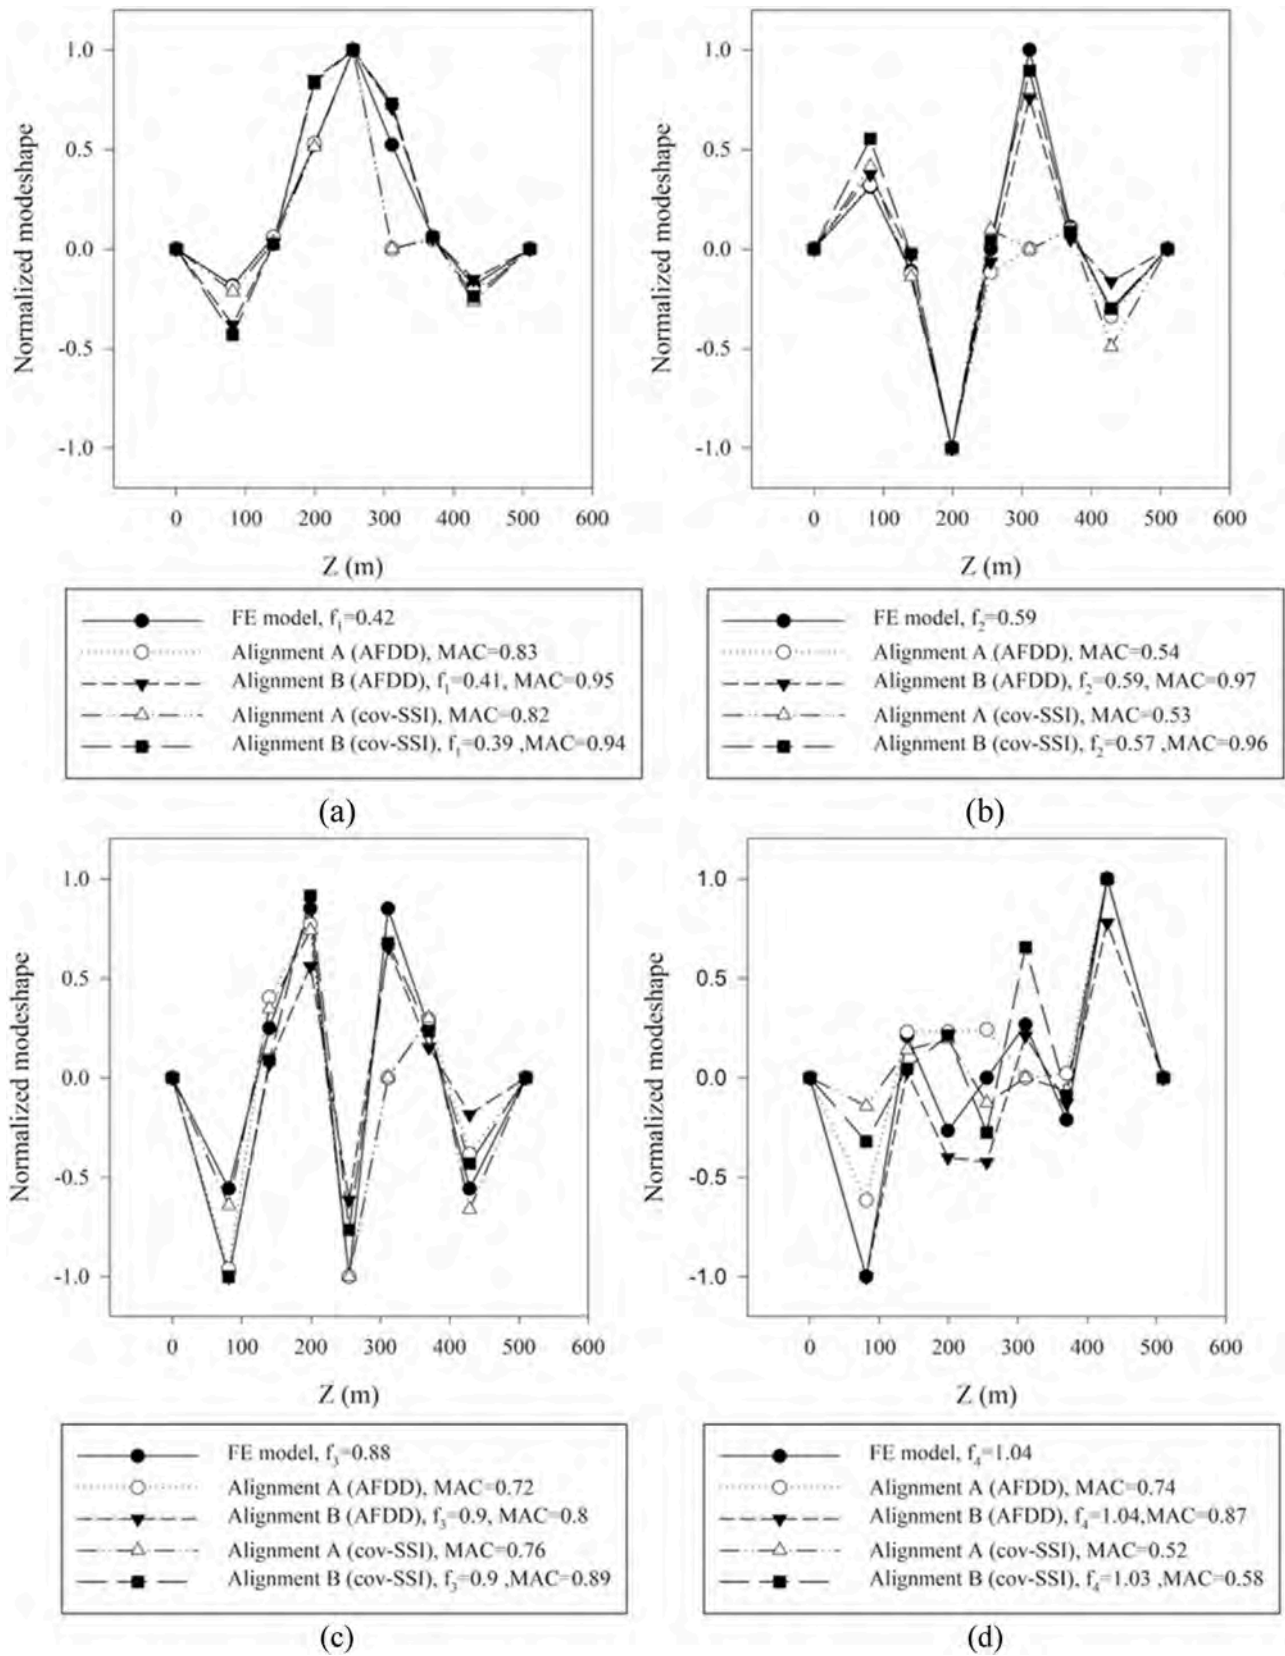 1.0
0.5
0.0
-0.5
-1.0
Normalized modeshape
0 100 200 300 400 500 600
Z (m)
FE model, f1=0.42
Alignment A (AFDD), MAC=0.83
Alignment B (AFDD), f1=0.41, MAC=0.95
Alignment A (cov-SSI), MAC=0.82
Alignment B (cov-SSI), f1=0.39 ,MAC=0.94
(a)
1.0
0.5
0.0
-0.5
-1.0
Normalized modeshape
0 100 200 300 400 500 600
Z (m)
FE model, f2=0.59
Alignment A (AFDD), MAC=0.54
Alignment B (AFDD), f2=0.59, MAC=0.97
Alignment A (cov-SSI), MAC=0.53
Alignment B (cov-SSI), f2=0.57 ,MAC=0.96
(b)
1.0
0.5
0.0
-0.5
-1.0
Normalized modeshape
0 100 200 300 400 500 600
Z (m)
FE model, f3=0.88
Alignment A (AFDD), MAC=0.72
Alignment B (AFDD), f3=0.9, MAC=0.8
Alignment A (cov-SSI), MAC=0.76
Alignment B (cov-SSI), f3=0.9 ,MAC=0.89
(c)
1.0
0.5
0.0
-0.5
-1.0
Normalized modeshape
0 100 200 300 400 500 600
Z (m)
FE model, f4=1.04
Alignment A (AFDD), MAC=0.74
Alignment B (AFDD), f4=1.04,MAC=0.87
Alignment A (cov-SSI), MAC=0.52
Alignment B (cov-SSI), f4=1.03 ,MAC=0.58
(d)